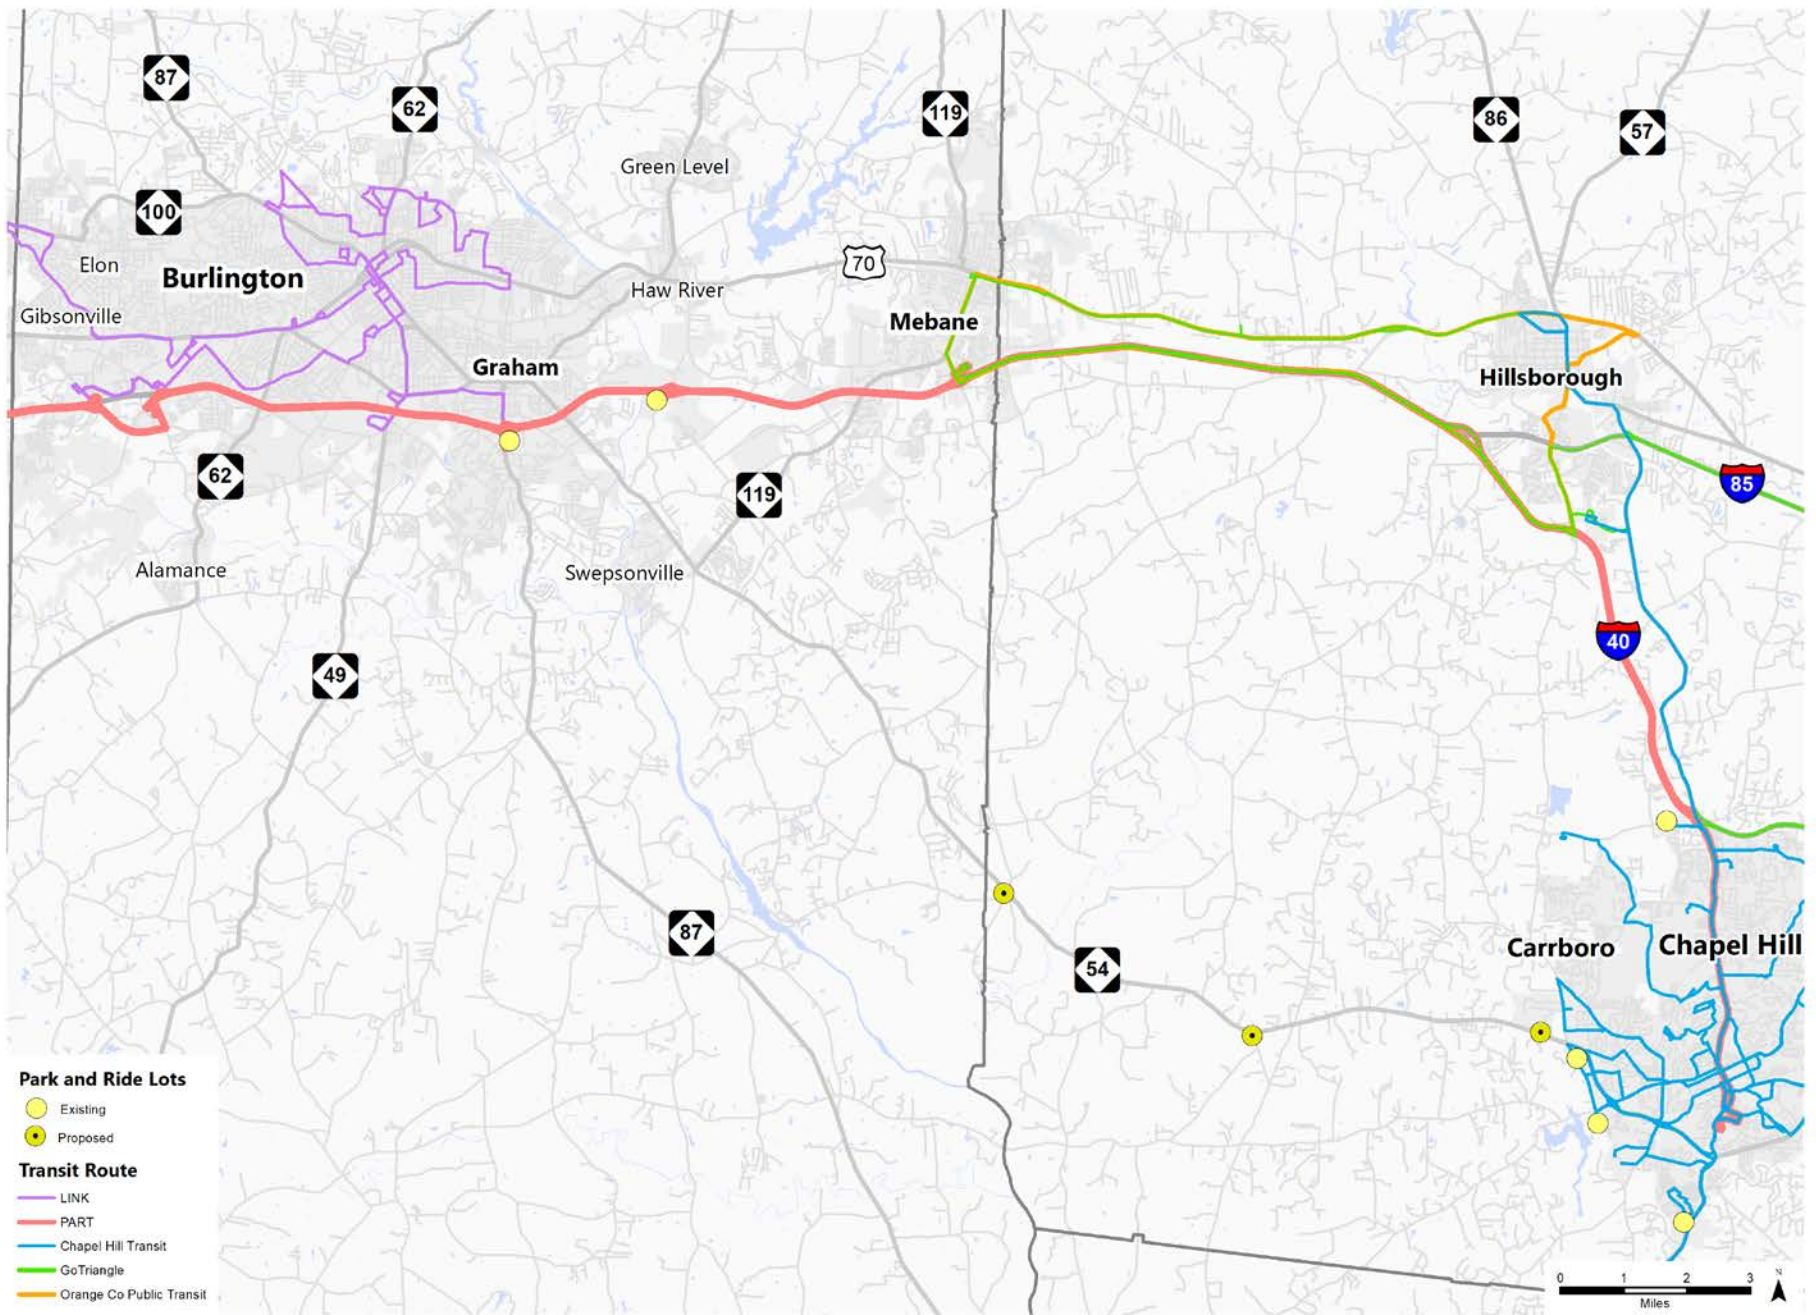 87
62
119
86
57
Green Level
100
Elon
Burlington
70
Haw River
Gibsonville
Mebane
Graham
Hillsborough
62
119
85
Alamance
Swepsonville
40
49
87
54
Carrboro
Chapel Hill
Park and Ride Lots
Existing
Proposed
Transit Route
LINK
PART
Chapel Hill Transit
GoTriangle
Orange Co Public Transit
0 1 2 3
Miles
N